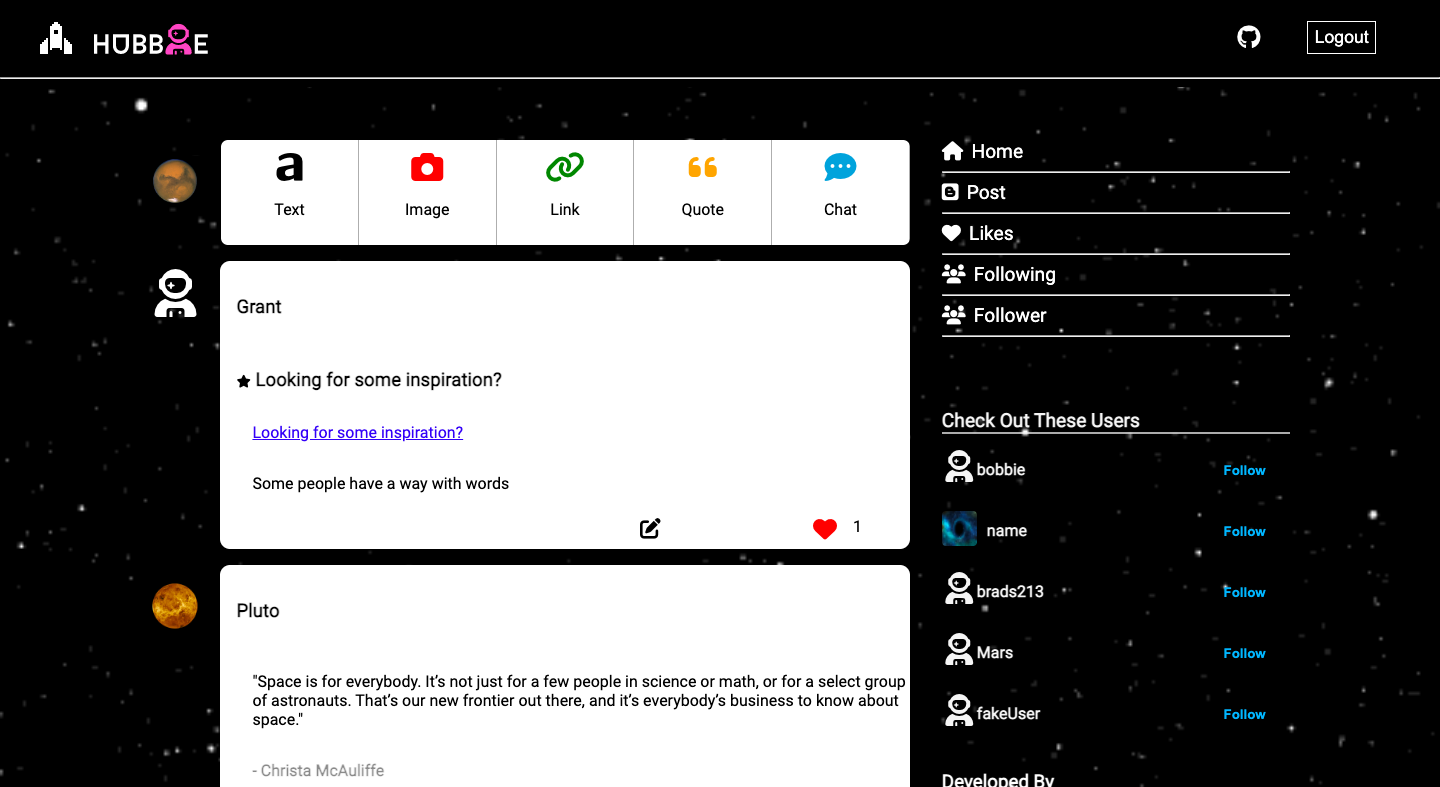 HUBBLE
Logout
a
Text
Image
Link
Quote
Chat
Home
Post
Likes
Following
Follower
Grant
Looking for some inspiration?
Looking for some inspiration?
Some people have a way with words
1
Pluto
"Space is for everybody. It’s not just for a few people in science or math, or for a select group
of astronauts. That’s our new frontier out there, and it’s everybody’s business to know about
space."
- Christa McAuliffe
Check Out These Users
bobbie
Follow
name
Follow
brads213
Follow
Mars
Follow
fakeUser
Follow
Developed By